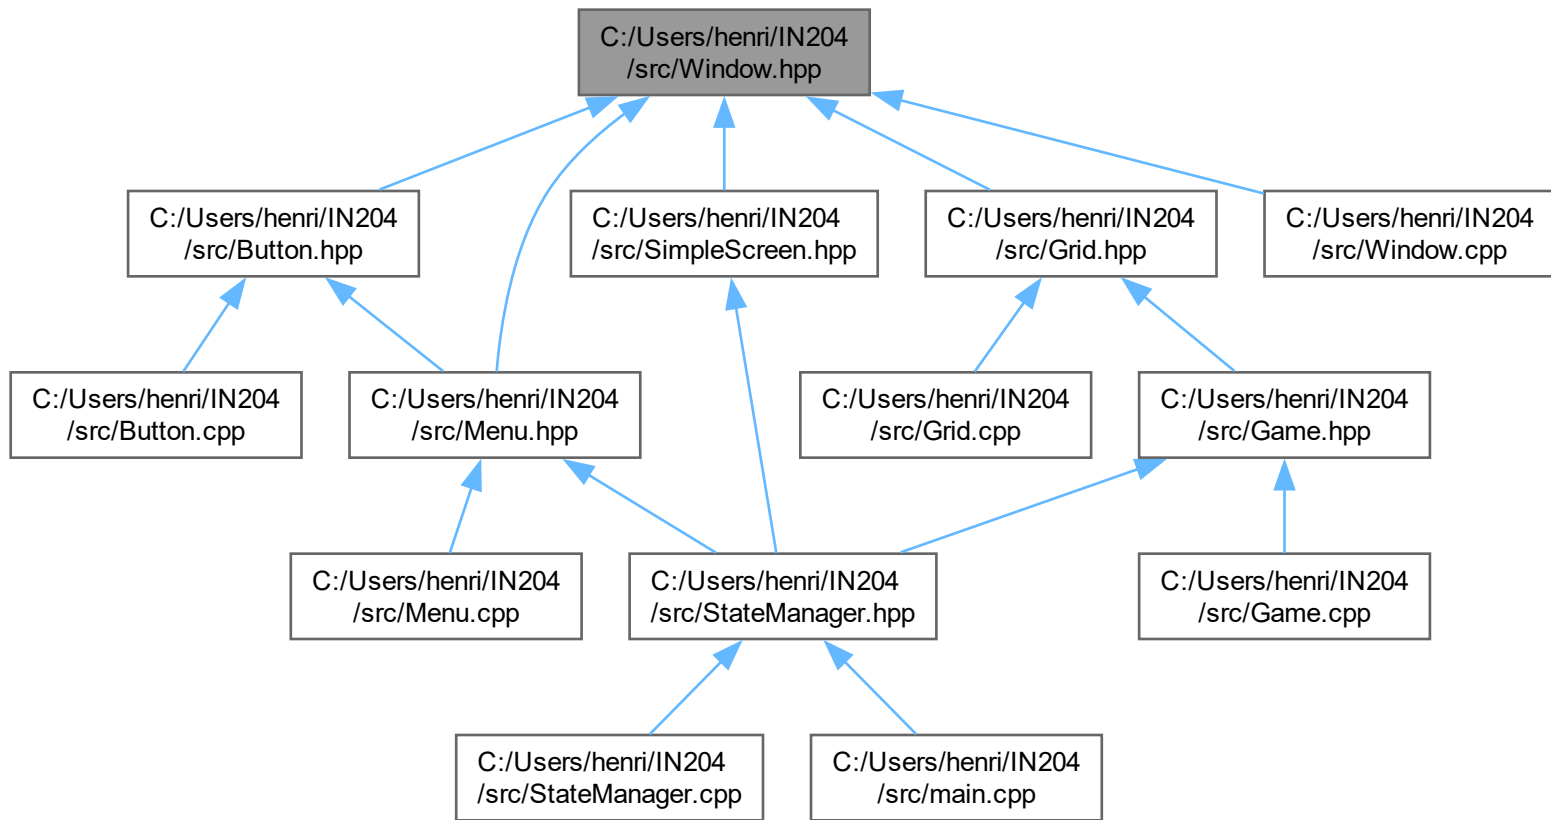 C:/Users/henri/IN204
/src/Window.hpp
C:/Users/henri/IN204
/src/Button.hpp
C:/Users/henri/IN204
/src/SimpleScreen.hpp
C:/Users/henri/IN204
/src/Grid.hpp
C:/Users/henri/IN204
/src/Window.cpp
C:/Users/henri/IN204
/src/Button.cpp
C:/Users/henri/IN204
/src/Menu.hpp
C:/Users/henri/IN204
/src/Grid.cpp
C:/Users/henri/IN204
/src/Game.hpp
C:/Users/henri/IN204
/src/Menu.cpp
C:/Users/henri/IN204
/src/StateManager.hpp
C:/Users/henri/IN204
/src/Game.cpp
C:/Users/henri/IN204
/src/StateManager.cpp
C:/Users/henri/IN204
/src/main.cpp